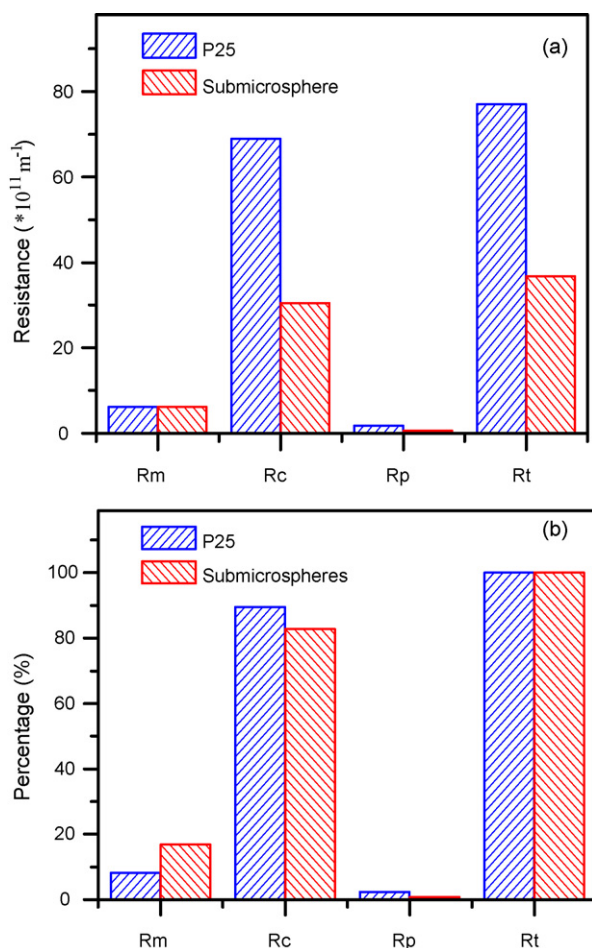 (a)
P25
Submicrosphere
80
60
40
20
0
Resistance (*10¹¹ m⁻¹)
Rm Rc Rp Rt
(b)
P25
Submicrospheres
100
80
60
40
20
0
Percentage (%)
Rm Rc Rp Rt